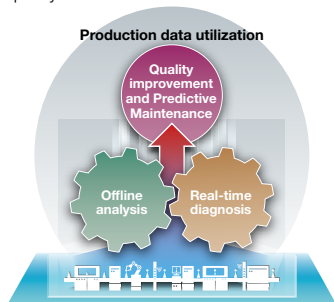 Production data utilization
Quality
improvement
and Predictive
Maintenance
Offline
analysis
Real-time
diagnosis